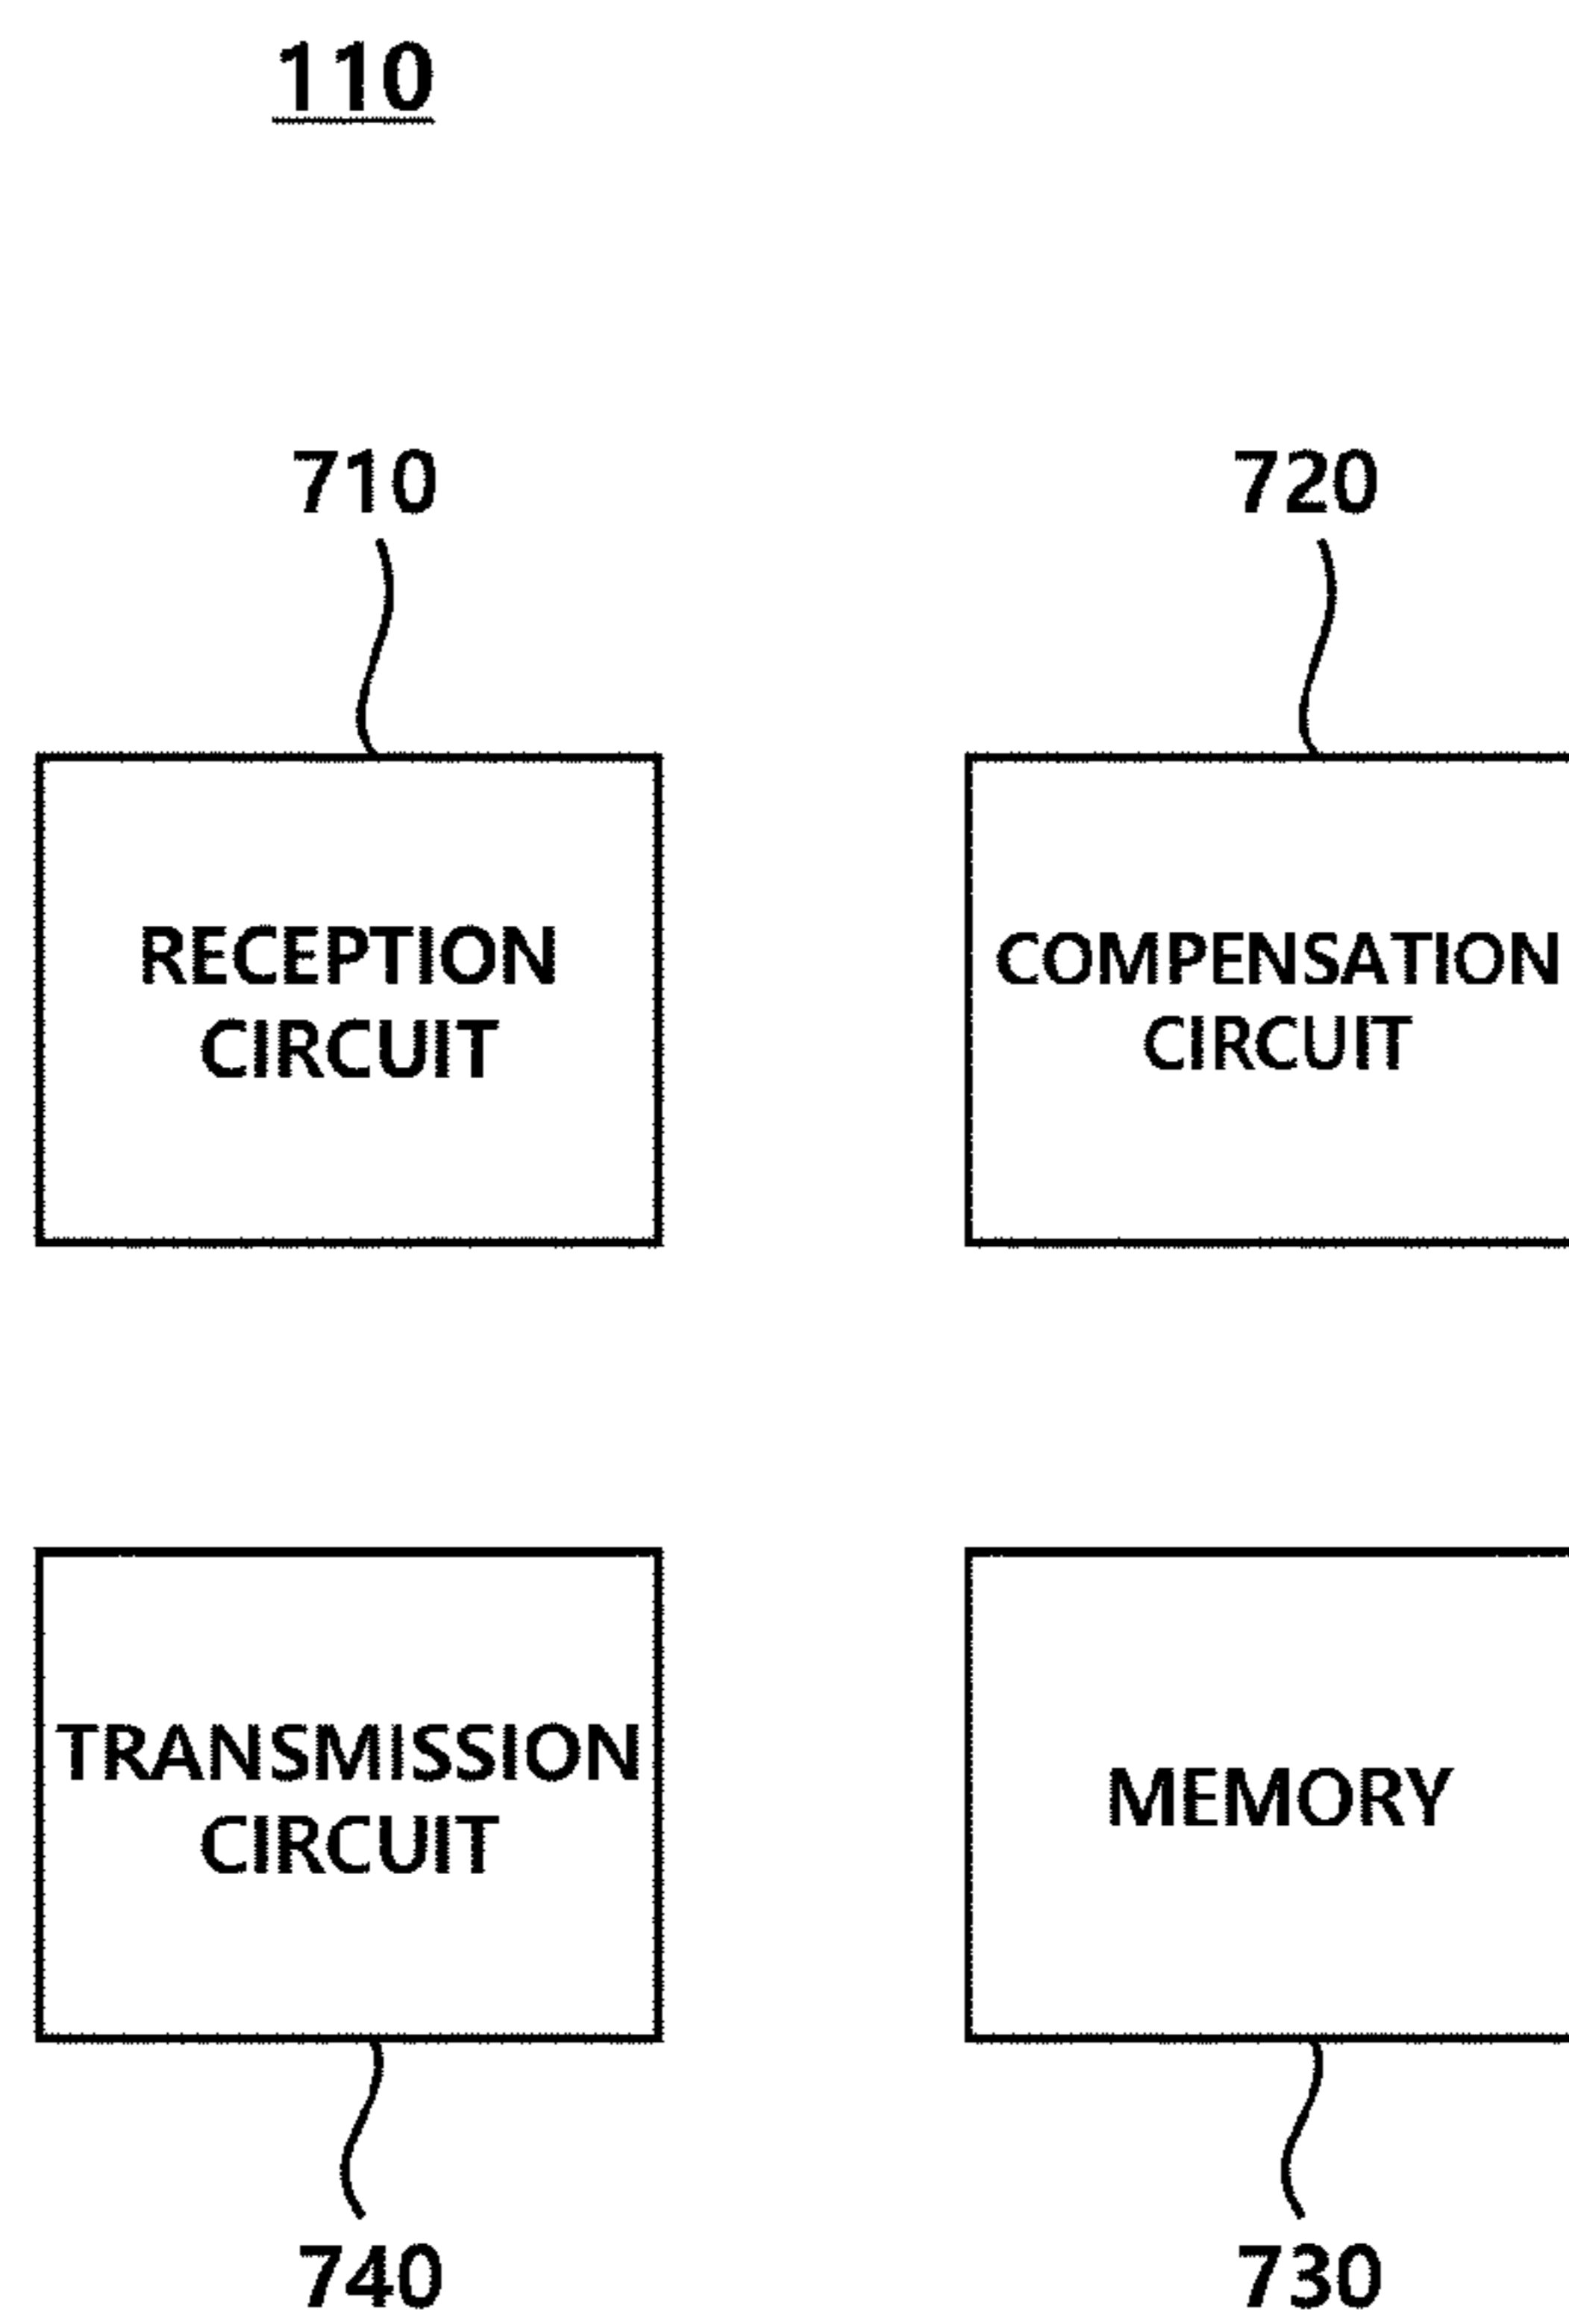 110
710
720
RECEPTION
CIRCUIT
COMPENSATION
CIRCUIT
TRANSMISSION
CIRCUIT
MEMORY
740
730